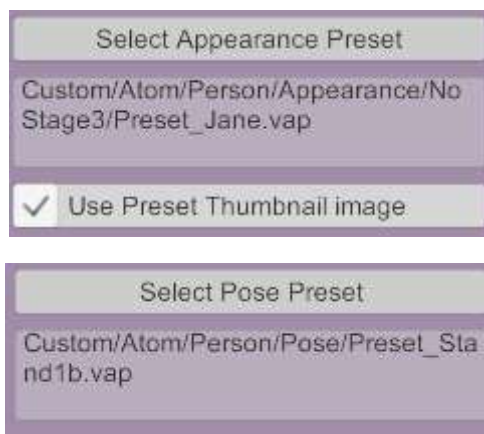 Select Appearance Preset
Custom/Atom/Person/Appearance/No
Stage3/Preset_Jane.vap
Use Preset Thumbnail image
Select Pose Preset
Custom/Atom/Person/Pose/Preset_Sta
nd1b.vap